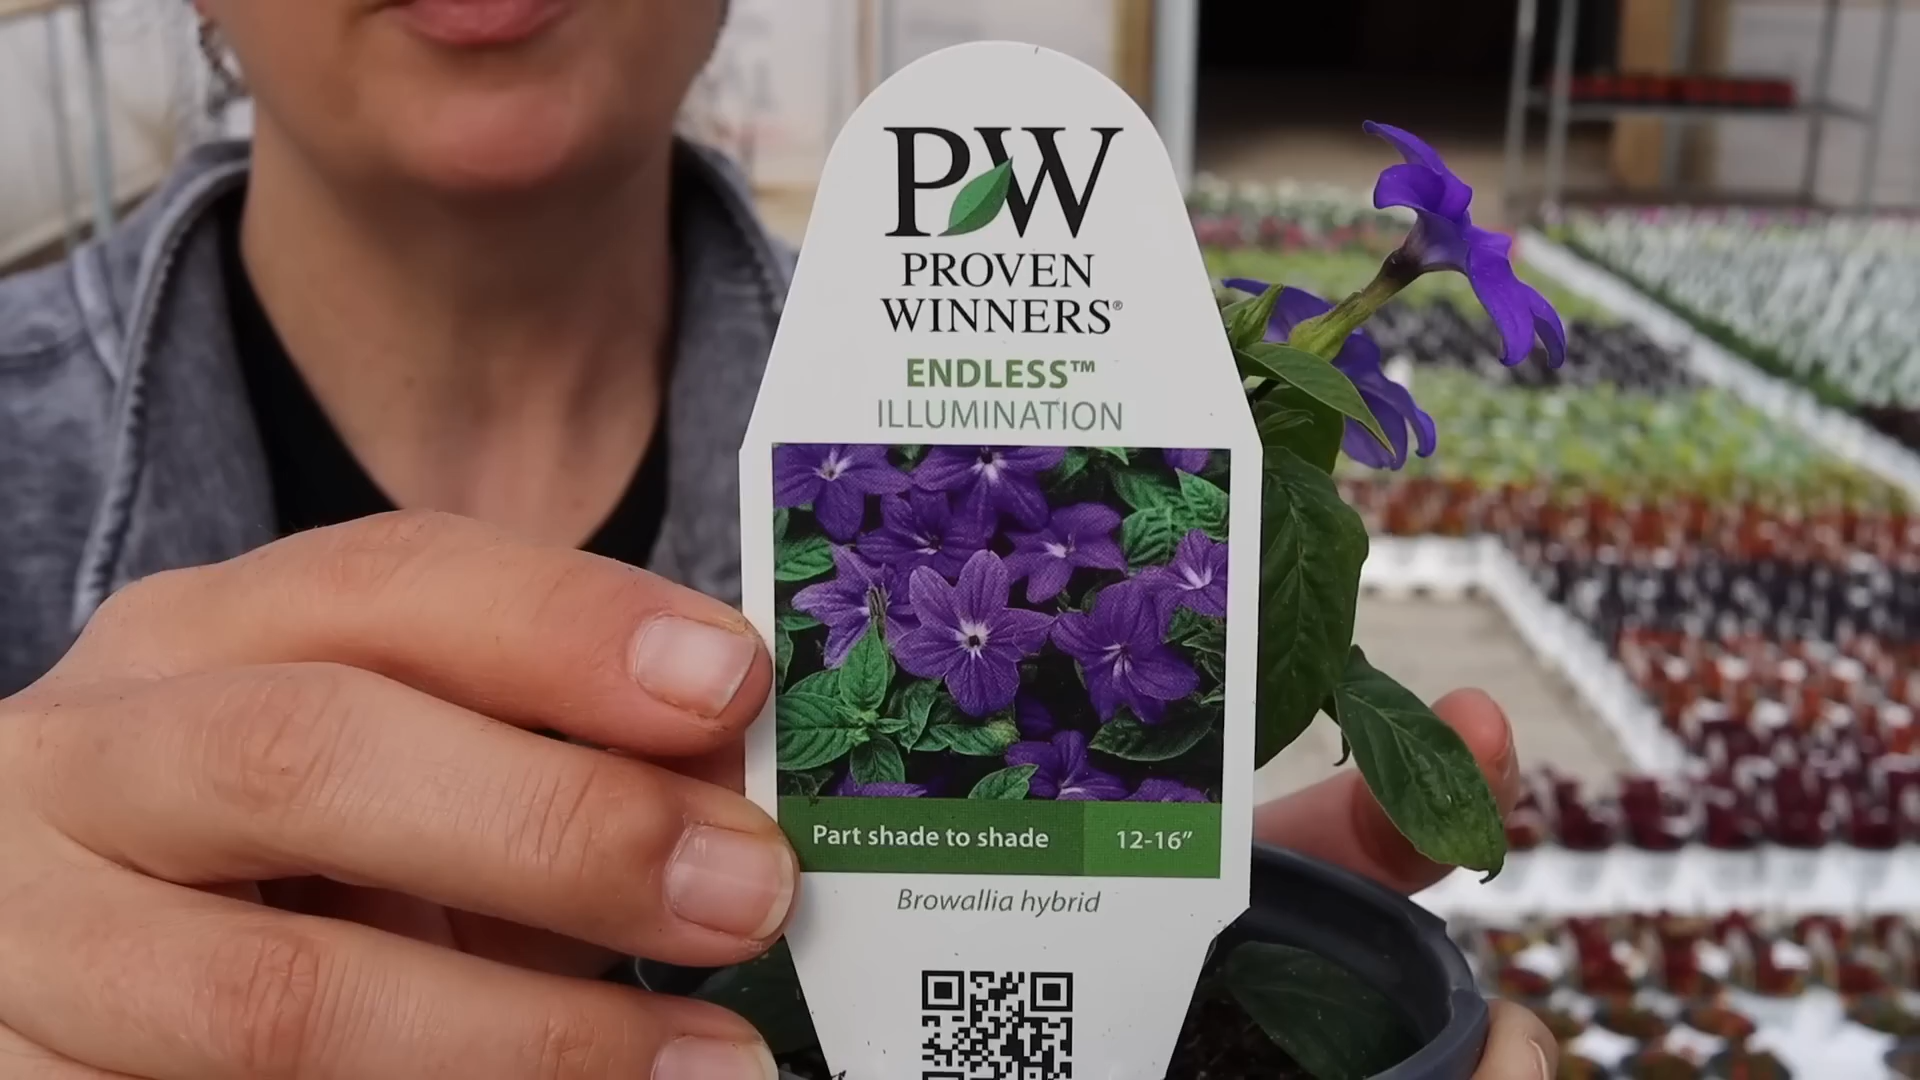 PW
PROVEN
WINNERS®
ENDLESS™
ILLUMINATION
Part shade to shade
12-16”
Browallia hybrid